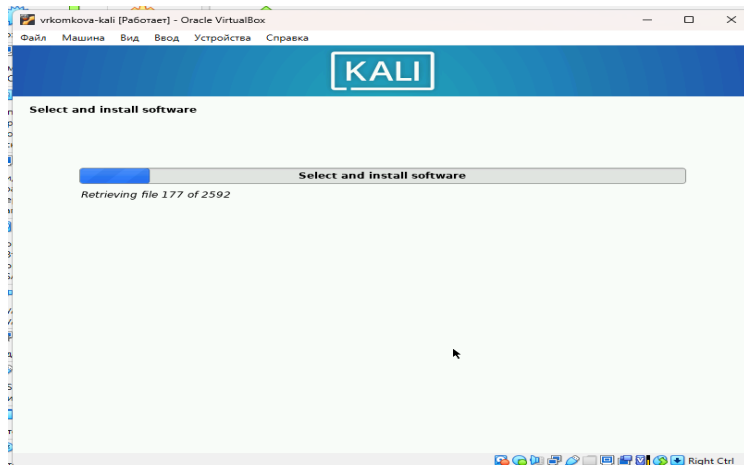 vrkomkova-kali [Работает] - Oracle VirtualBox
Файл Машина Вид Ввод Устройства Справка
KALI
Select and install software
Select and install software
Retrieving file 177 of 2592
Right Ctrl